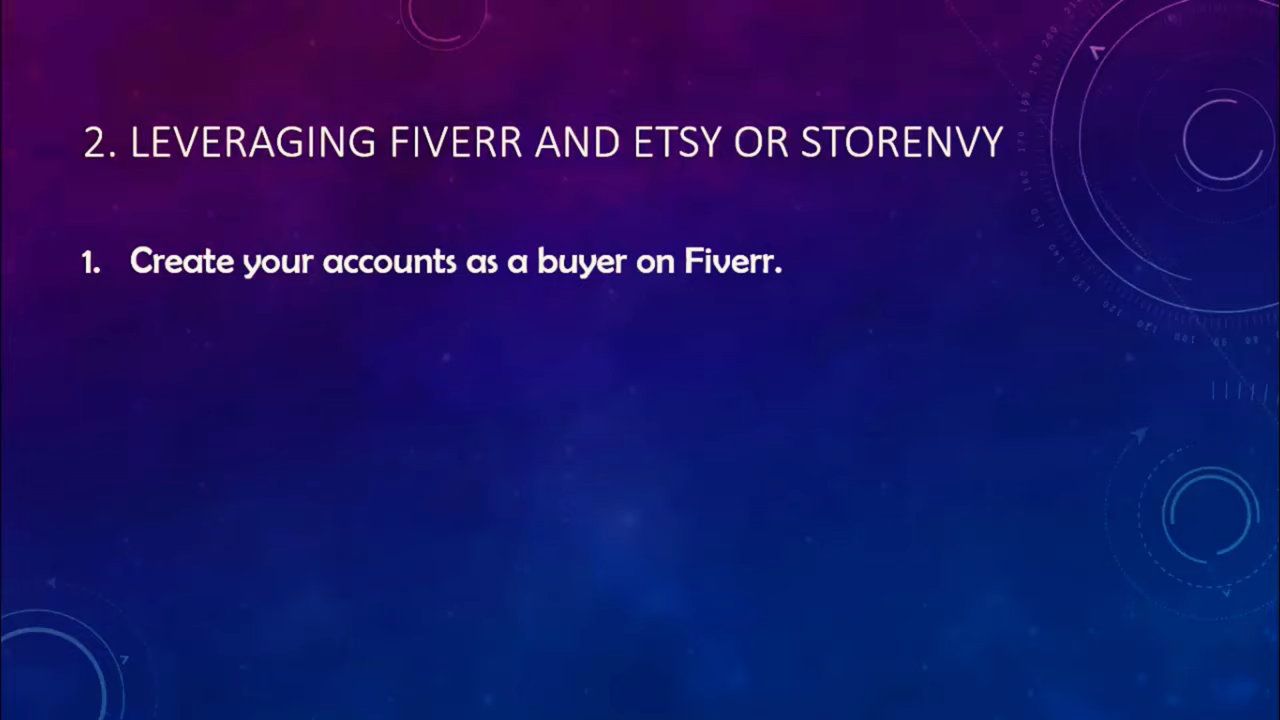 2. LEVERAGING FIVERR AND ETSY OR STORENVY
1. Create your accounts as a buyer on Fiverr.